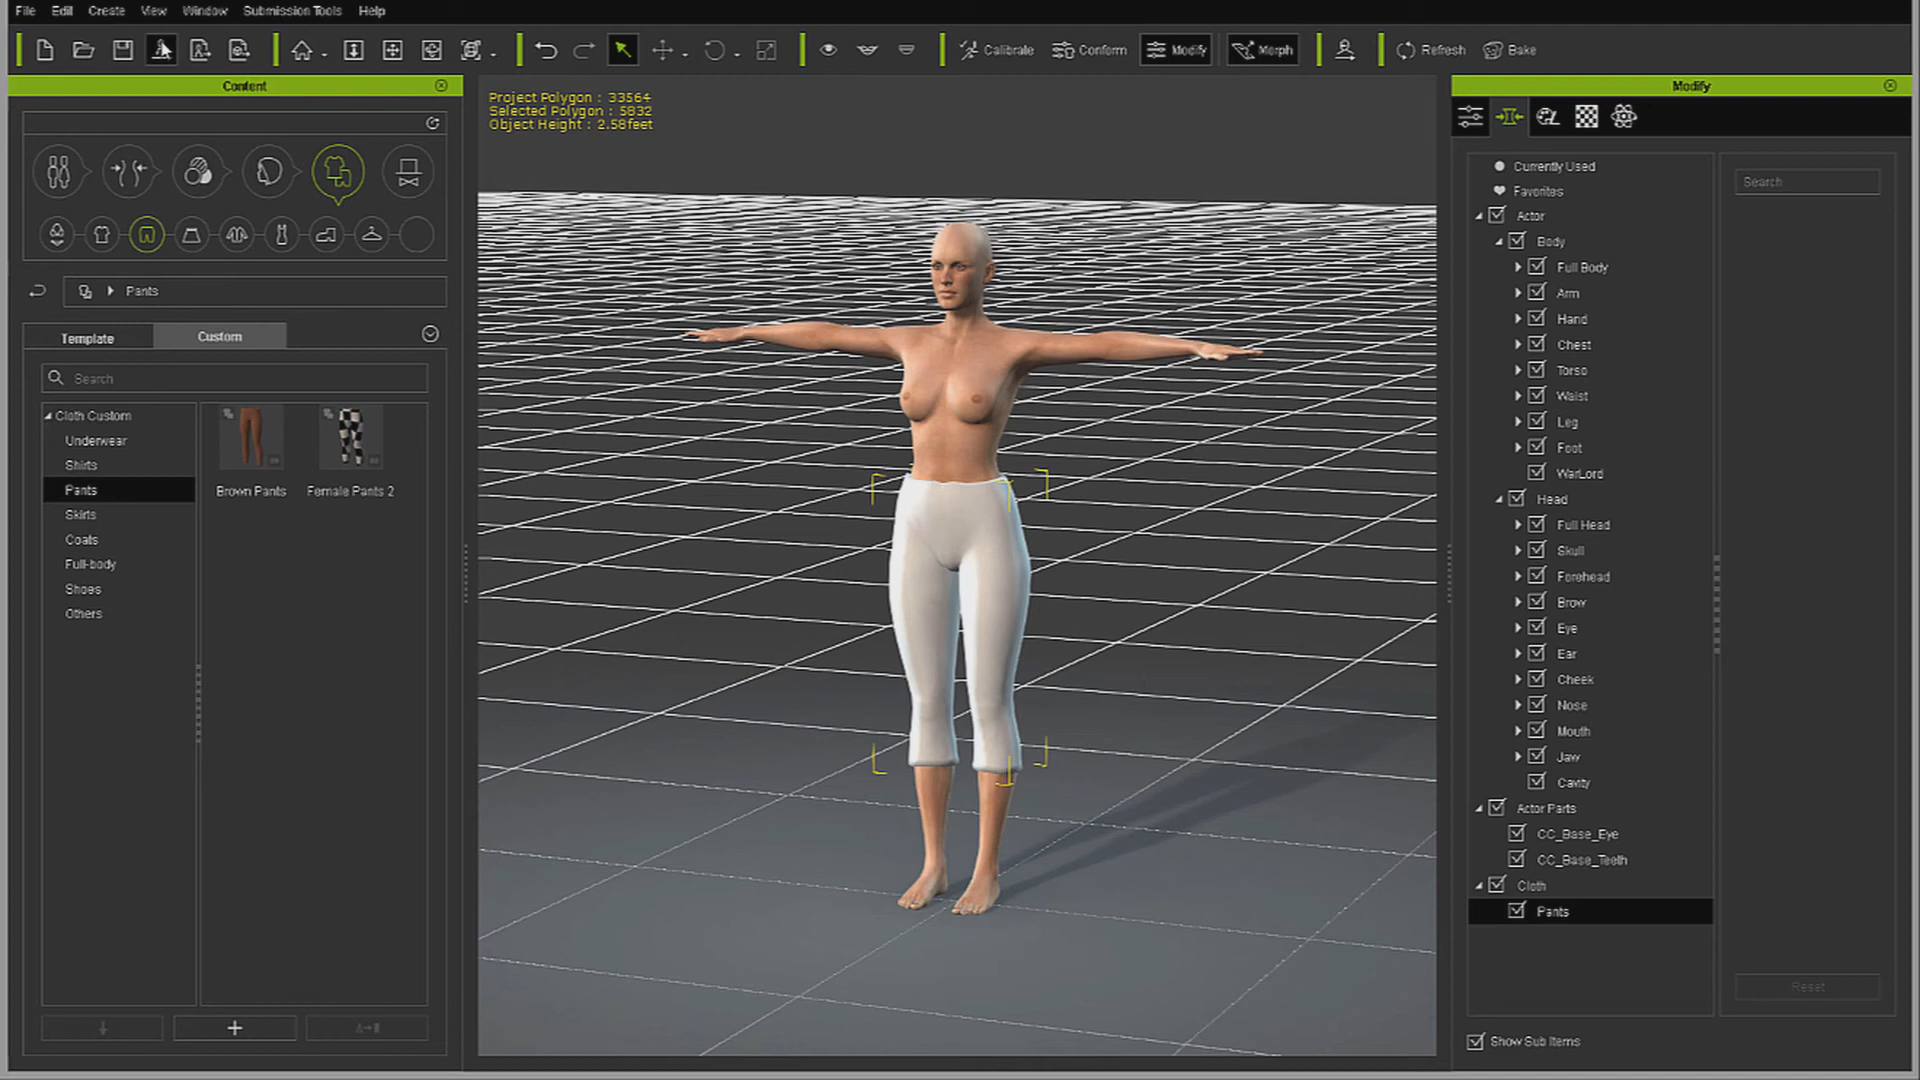 File Edit Create View Window Submission Tools Help
Calibrate Conform Modify Morph Refresh Bake
Content
Project Polygon : 33564
Selected Polygon : 5832
Object Height : 2.58feet
Pants
Template Custom
Search
Cloth Custom
Underwear
Shirts
Pants
Skirts
Coats
Full-body
Shoes
Others
Brown Pants Female Pants 2
Modify
Currently Used
Favorites
Actor
Body
Full Body
Arm
Hand
Chest
Torso
Waist
Leg
Foot
WarLord
Head
Full Head
Skull
Forehead
Brow
Eye
Ear
Cheek
Nose
Mouth
Jaw
Cavity
Actor Parts
CC_Base_Eye
CC_Base_Teeth
Cloth
Pants
Show Sub Items
Search
Reset